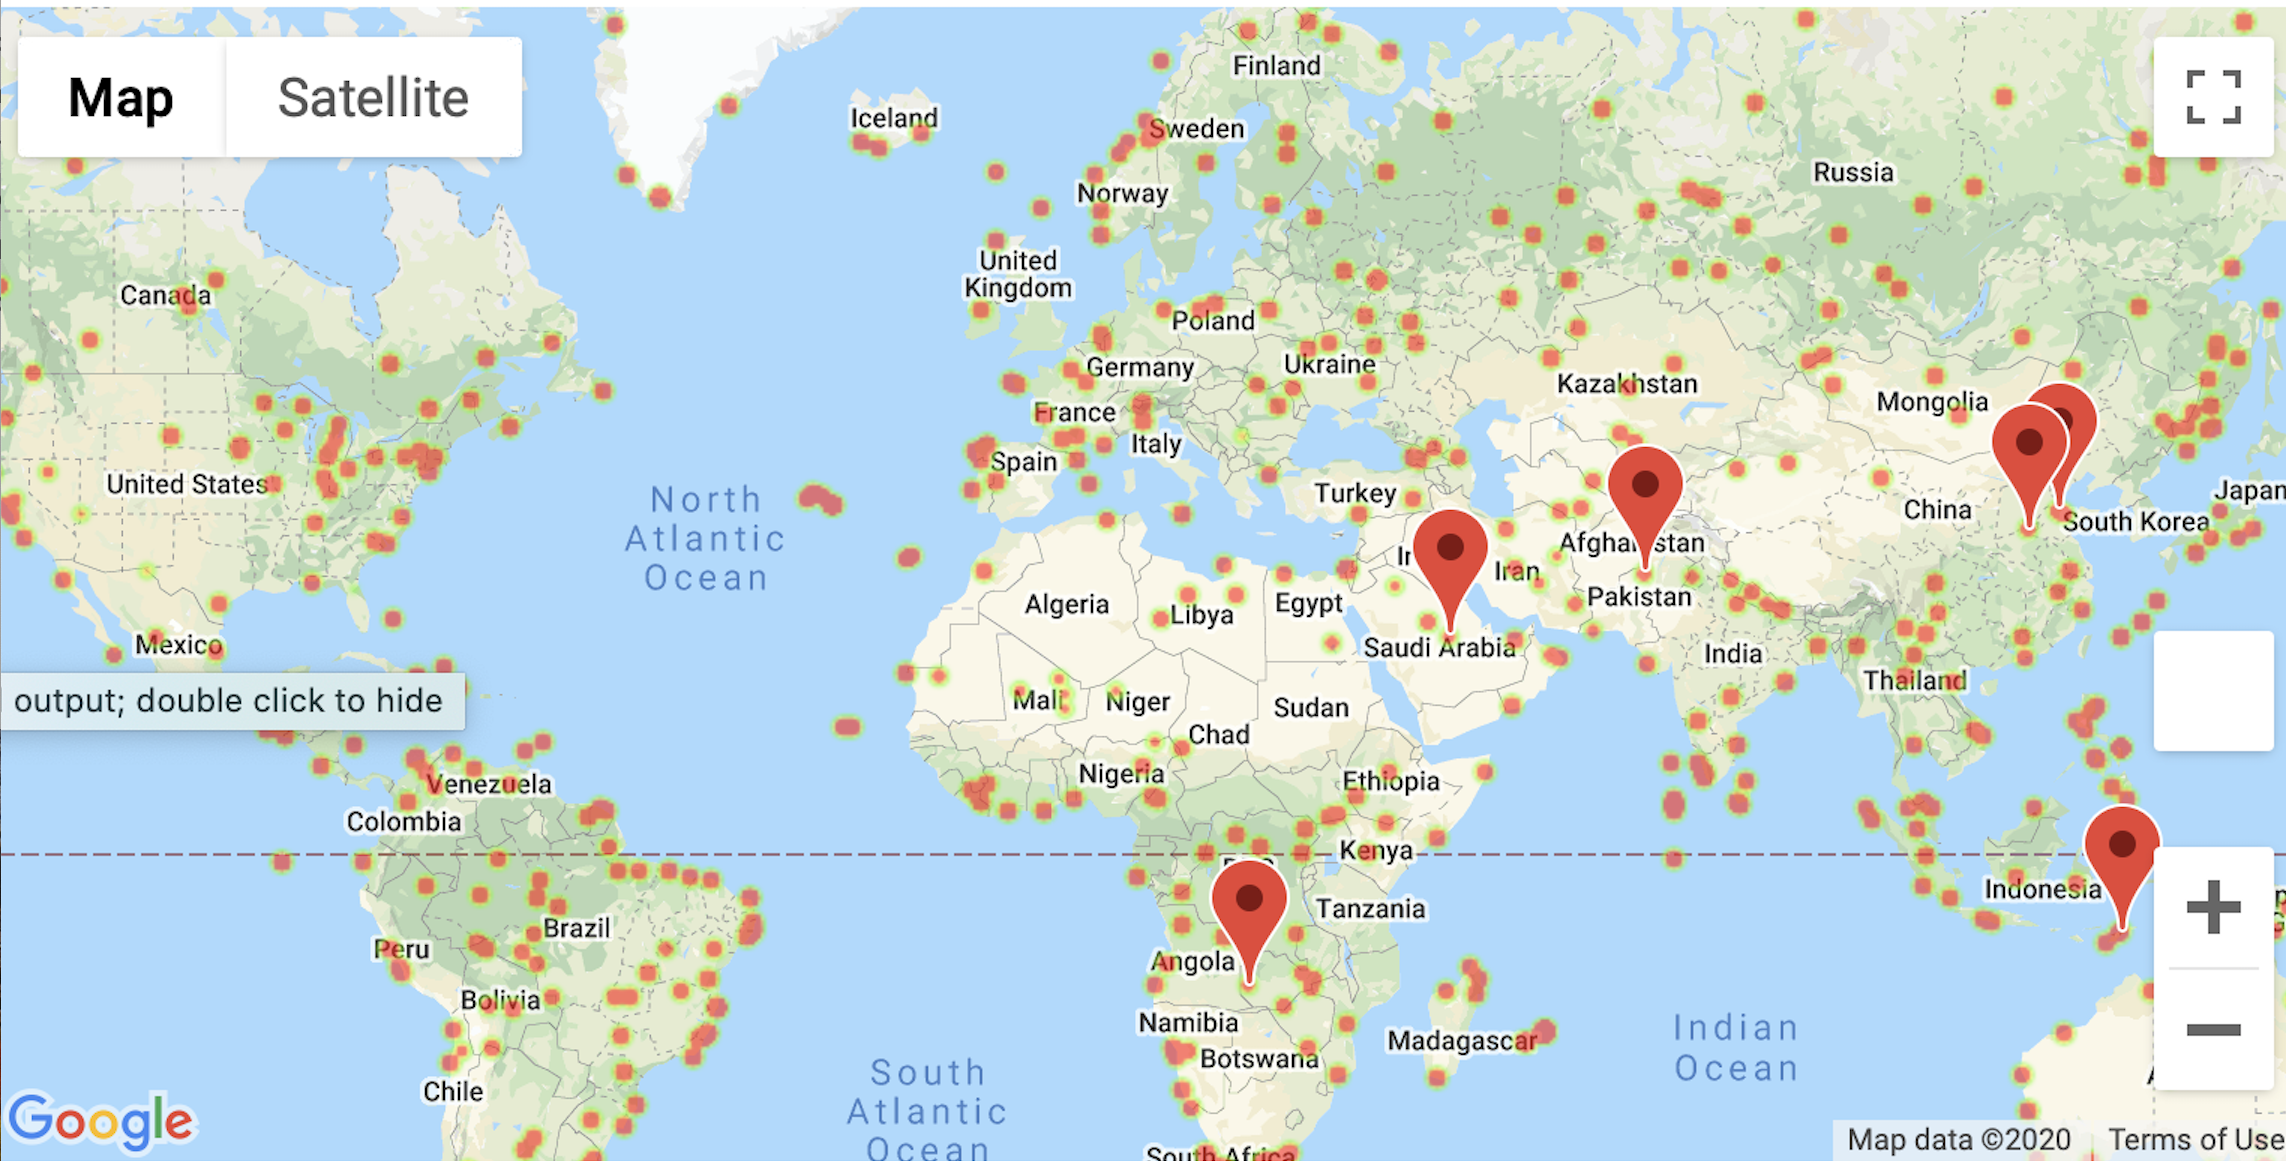 Map
Satellite
Finland
Iceland
Sweden
Russia
Norway
United
Kingdom
Canada
Poland
Ukraine
Germany
Kazakhstan
Mongolia
France
Italy
Spain
United States
North
Atlantic
Ocean
Turkey
China
Japan
South Korea
Afghanistan
Iran
Pakistan
Algeria
Libya
Egypt
Mexico
Saudi Arabia
India
Thailand
output; double click to hide
Mali
Niger
Sudan
Chad
Nigeria
Ethiopia
Venezuela
Colombia
Kenya
Indonesia
Tanzania
Brazil
Peru
Angola
Bolivia
Namibia
Botswana
Madagascar
Indian
Ocean
Chile
South
Atlantic
Ocean
Google
South Africa
Map data ©2020
Terms of Use